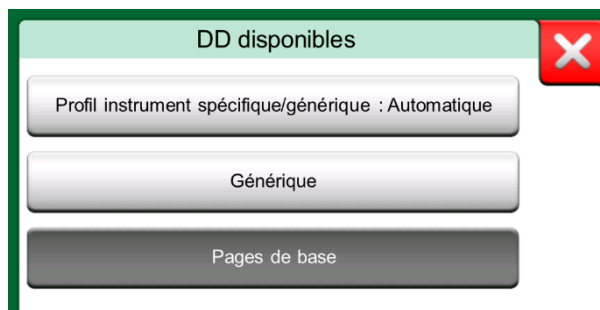 DD disponibles
Profil instrument spécifique/générique : Automatique
Générique
Pages de base